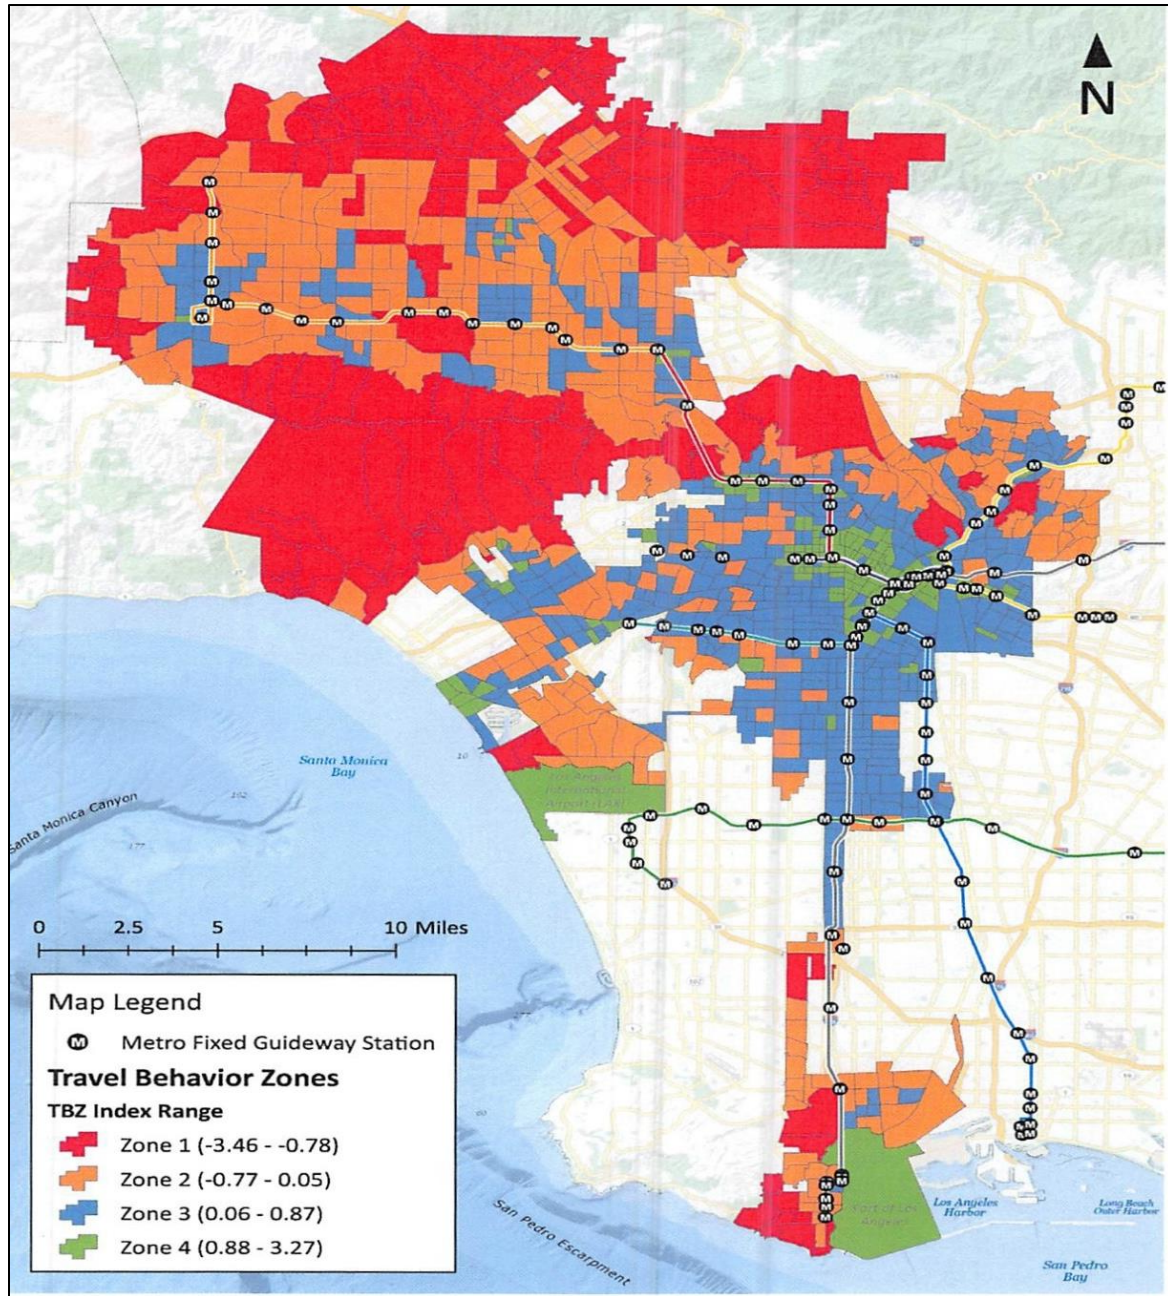 N
Los Angeles
International
Airport (LAX)
Santa Monica
Bay
10
Santa Monica Canyon
0 2.5 5 10 Miles
Map Legend
M Metro Fixed Guideway Station
Travel Behavior Zones
TBZ Index Range
Zone 1 (-3.46 - -0.78)
Zone 2 (-0.77 - 0.05)
Zone 3 (0.06 - 0.87)
Zone 4 (0.88 - 3.27)
San Pedro Escarpment
Port of Los
Angeles
Los Angeles
Harbor
Long Beach
Outer Harbor
San Pedro
Bay